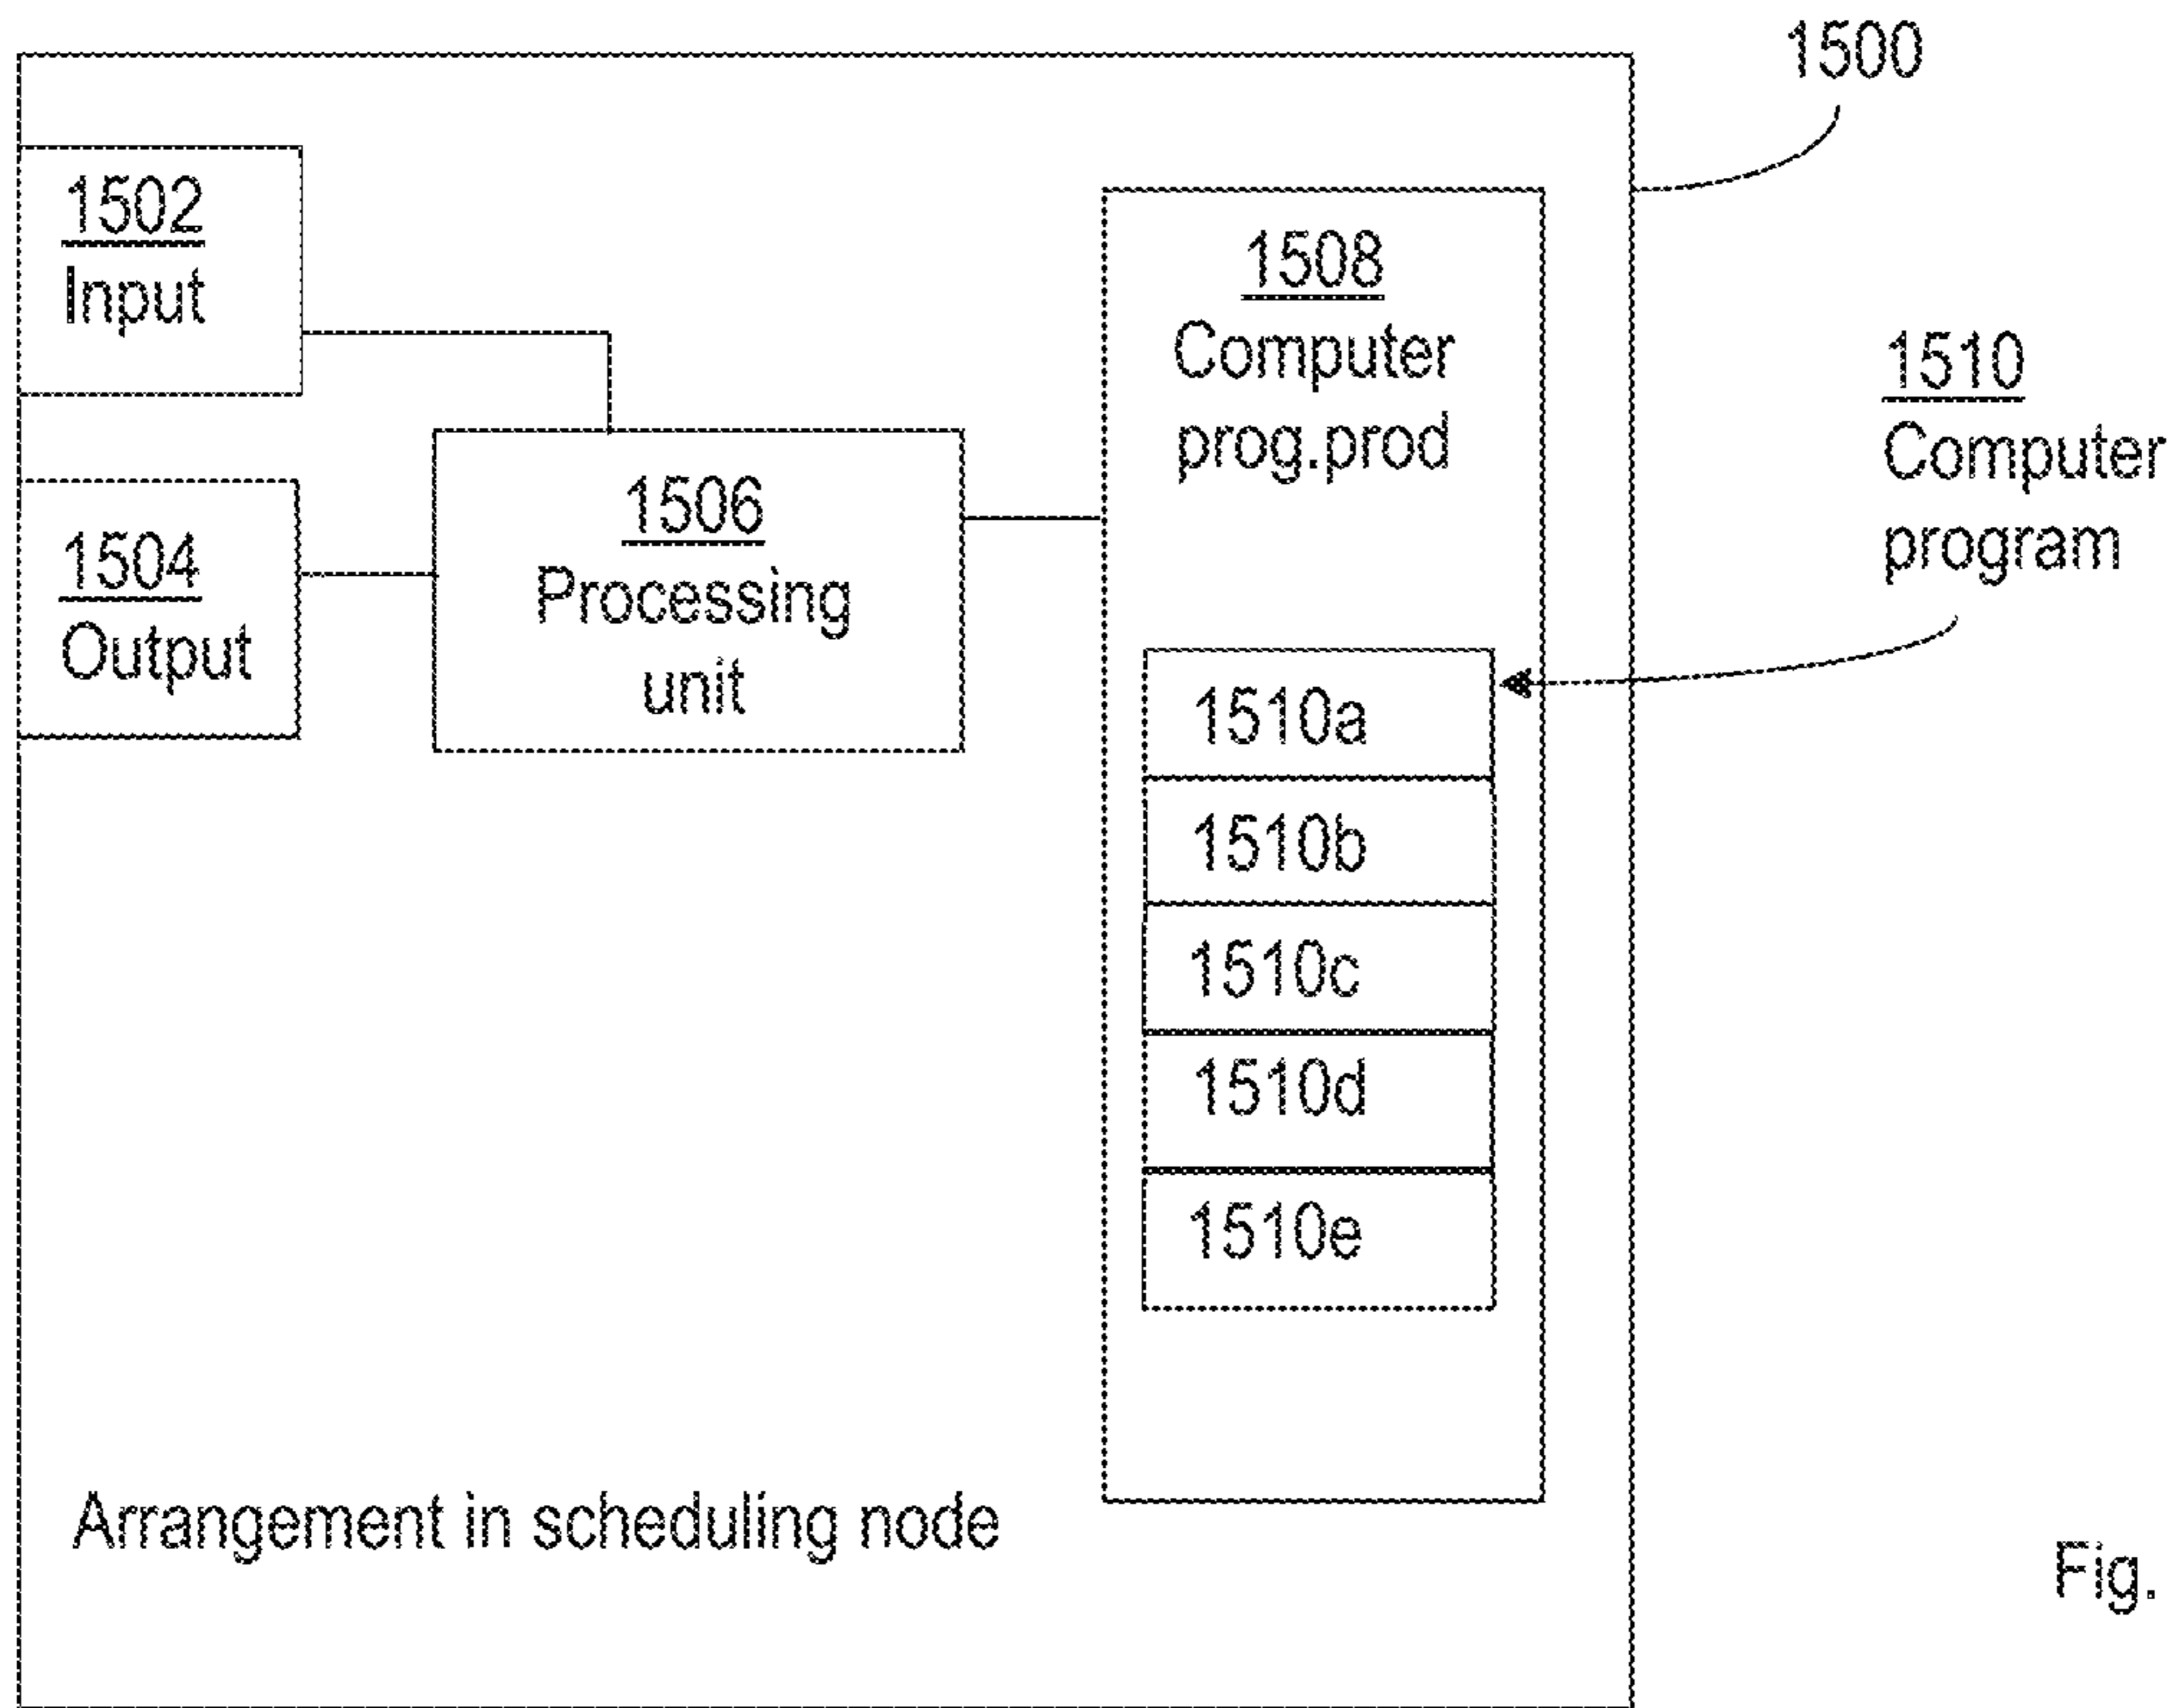 1500
1502
Input
1504
Output
1506
Processing
unit
1508
Computer
prog.prod
1510
Computer
program
1510a
1510b
1510c
1510d
1510e
Arrangement in scheduling node
Fig.